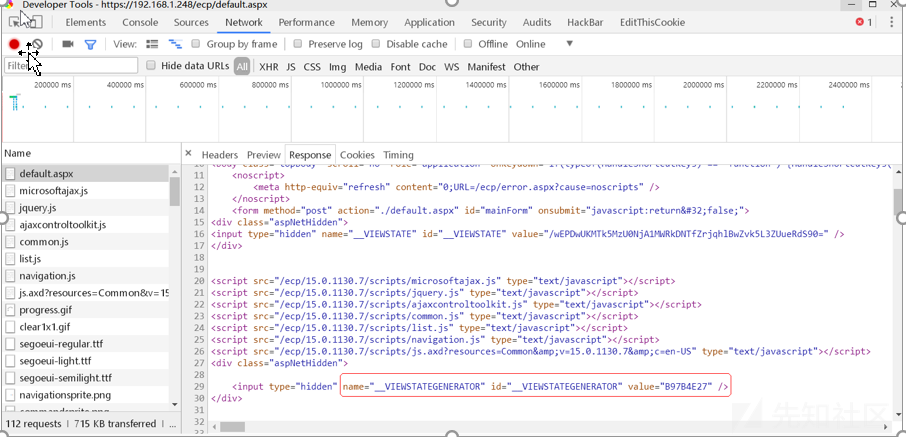 Developer Tools - https://192.168.1.248/ecp/default.aspx
Elements Console Sources Network Performance Memory Application Security Audits HackBar EditThisCookie 1
View: Group by frame Preserve log Disable cache Offline Online
Filter Hide data URLs All XHR JS CSS Img Media Font Doc WS Manifest Other
200000 ms 400000 ms 600000 ms 800000 ms 1000000 ms 1200000 ms 1400000 ms 1600000 ms 1800000 ms 2000000 ms 2200000 ms 2400000 ms
Name
default.aspx
microsoftajax.js
jquery.js
ajaxcontroltoolkit.js
common.js
list.js
navigation.js
js.axd?resources=Common&v=15
progress.gif
clear1x1.gif
segoeui-regular.ttf
segoeui-light.ttf
segoeui-semilight.ttf
navigationsprite.png
commandsprite.png
112 requests | 715 KB transferred | ...
× Headers Preview Response Cookies Timing
11 <noscript>
12 <meta http-equiv="refresh" content="0;URL=/ecp/error.aspx?cause=noscripts" />
13 </noscript>
14 <form method="post" action="./default.aspx" id="mainForm" onsubmit="javascript:return&#32;false;">
15 <div class="aspNetHidden">
16 <input type="hidden" name="__VIEWSTATE" id="__VIEWSTATE" value="/wEPDwUKMTk5MzU0NjA1MWRkDNTfZrjqhlBwZvk5L3ZUueRdS90=" />
17 </div>
18
19
20 <script src="/ecp/15.0.1130.7/scripts/microsoftajax.js" type="text/javascript"></script>
21 <script src="/ecp/15.0.1130.7/scripts/jquery.js" type="text/javascript"></script>
22 <script src="/ecp/15.0.1130.7/scripts/ajaxcontroltoolkit.js" type="text/javascript"></script>
23 <script src="/ecp/15.0.1130.7/scripts/common.js" type="text/javascript"></script>
24 <script src="/ecp/15.0.1130.7/scripts/list.js" type="text/javascript"></script>
25 <script src="/ecp/15.0.1130.7/scripts/navigation.js" type="text/javascript"></script>
26 <script src="/ecp/15.0.1130.7/scripts/js.axd?resources=Common&amp;v=15.0.1130.7&amp;c=en-US" type="text/javascript"></script>
27 <div class="aspNetHidden">
28
29 <input type="hidden" name="__VIEWSTATEGENERATOR" id="__VIEWSTATEGENERATOR" value="B97B4E27" />
30 </div>
31
32
先知社区